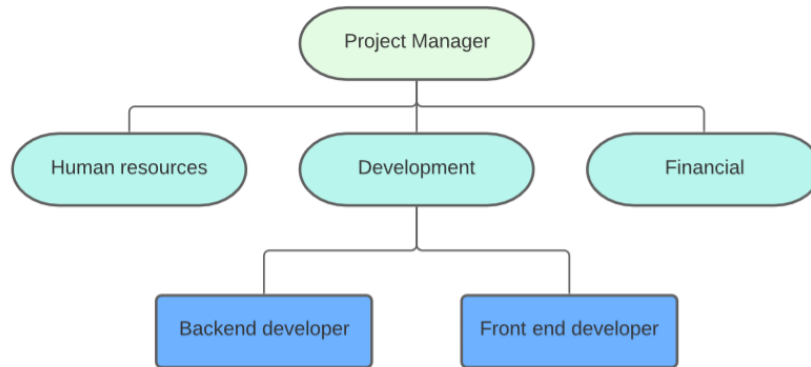 Project Manager
Human resources
Development
Financial
Backend developer
Front end developer